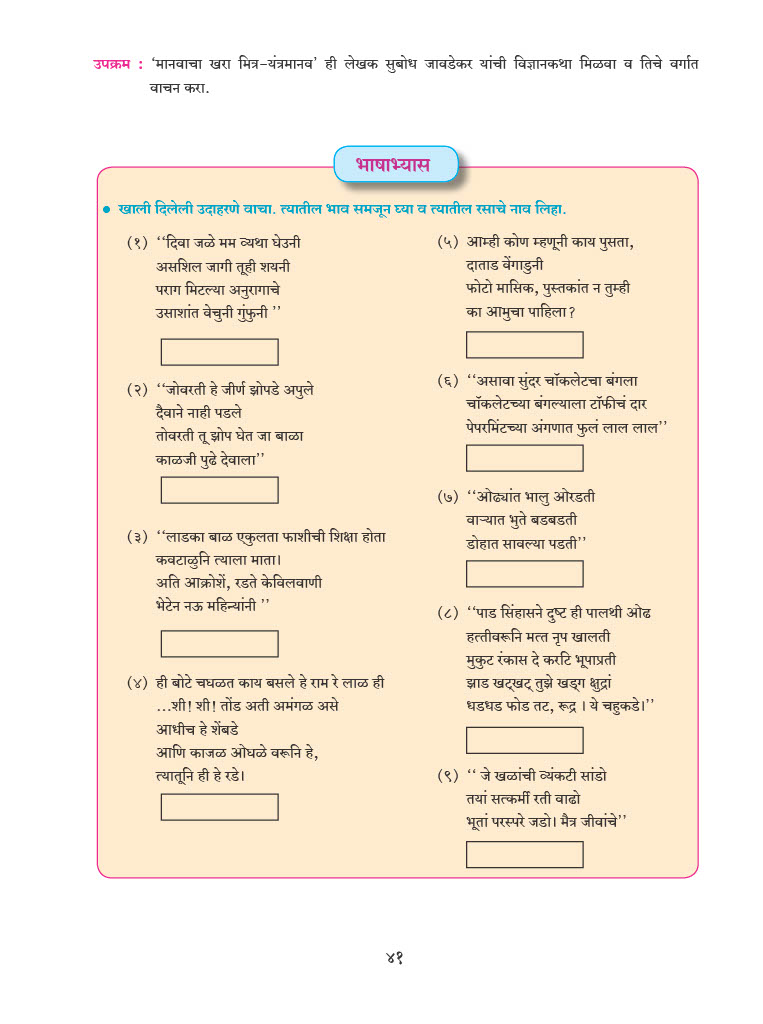 उपक्रम : ‘मानवाचा खरा मित्र-यंत्रमानव’ ही लेखक सुबोध जावडेकर यांची विज्ञानकथा मिळवा व तिचे वर्गात
वाचन करा.
भाषाभ्यास
● खाली दिलेली उदाहरणे वाचा. त्यातील भाव समजून घ्या व त्यातील रसाचे नाव लिहा.
(१) ‘‘दिवा जळे मम व्यथा घेउनी
असशिल जागी तूही शयनी
पराग मिटल्या अनुरागाचे
उसाशांत वेचुनी गुंफुनी ’’
(२) ‘‘जोवरती हे जीर्ण झोपडे अपुले
दैवाने नाही पडले
तोवरती तू झोप घेत जा बाळा
काळजी पुढे देवाला’’
(३) ‘‘लाडका बाळ एकुलता फाशीची शिक्षा होता
कवटाळुनि त्याला माता।
अति आक्रोशें, रडते केविलवाणी
भेटेन नऊ महिन्यांनी ’’
(४) ही बोटे चघळत काय बसले हे राम रे लाळ ही
...शी! शी! तोंड अती अमंगळ असे
आधीच हे शेंबडे
आणि काजळ ओघळे वरूनि हे,
त्यातूनि ही हे रडे।
(५) आम्ही कोण म्हणूनी काय पुसता,
दाताड वेंगाडुनी
फोटो मासिक, पुस्तकांत न तुम्ही
का आमुचा पाहिला?
(६) ‘‘असावा सुंदर चॉकलेटचा बंगला
चॉकलेटच्या बंगल्याला टॉफीचं दार
पेपरमिंटच्या अंगणात फुलं लाल लाल’’
(७) ‘‘ओढ्यांत भालु ओरडती
वाऱ्यात भुते बडबडती
डोहात सावल्या पडती’’
(८) ‘‘पाड सिंहासने दुष्ट ही पालथी ओढ
हत्तीवरूनि मत्त नृप खालती
मुकुट रंकास दे करटि भूपाप्रती
झाड खट्खट् तुझे खड्ग क्षुद्रां
धडधड फोड तट, रूद्र । ये चहुकडे।’’
(९) ‘‘ जे खळांची व्यंकटी सांडो
तयां सत्कर्मी रती वाढो
भूतां परस्परे जडो। मैत्र जीवांचे’’
४१